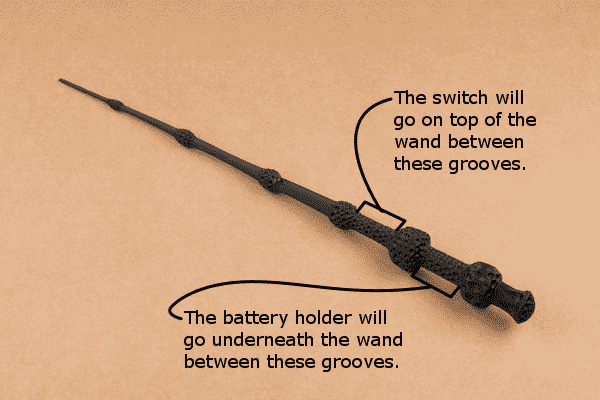 The switch will
go on top of the
wand between
these grooves.
The battery holder will
go underneath the wand
between these grooves.